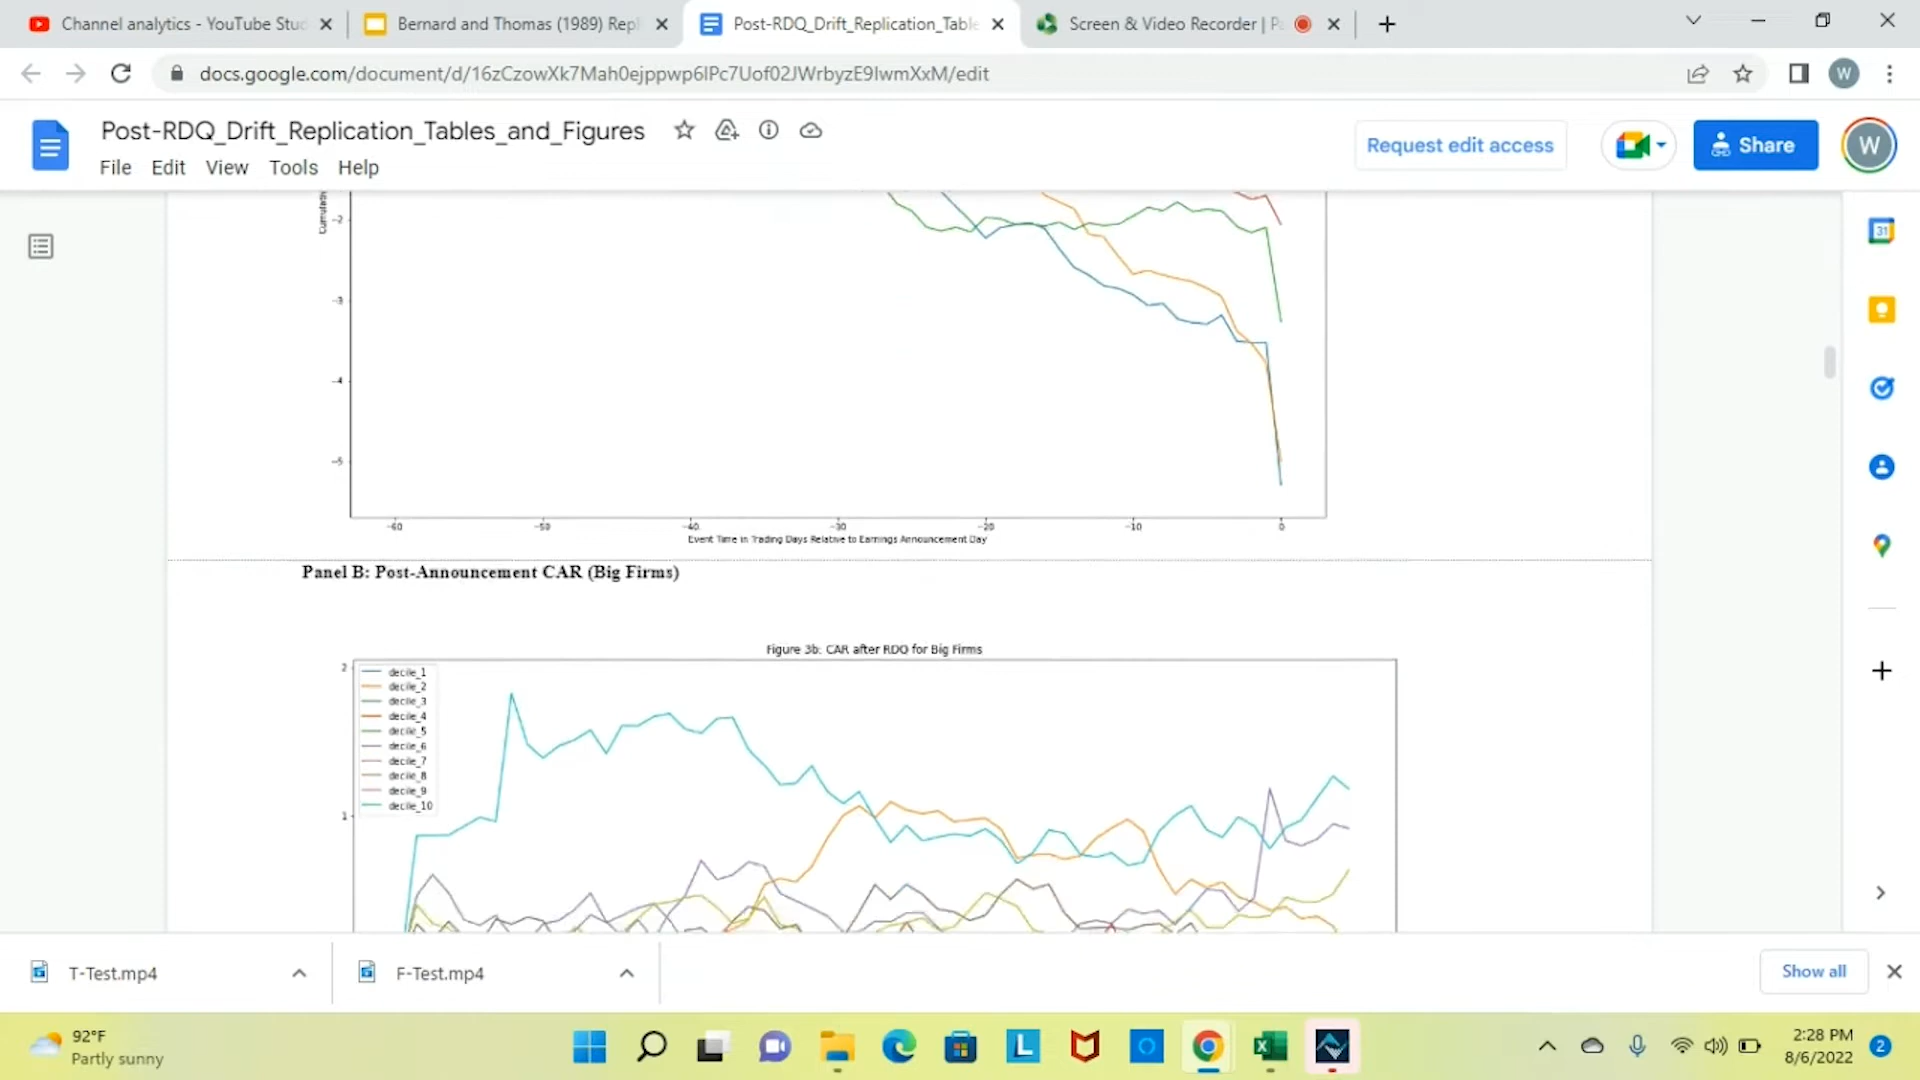 Channel analytics - YouTube Stud
Bernard and Thomas (1989) Repl
Post-RDQ_Drift_Replication_Table
Screen & Video Recorder | Pa
docs.google.com/document/d/16zCzowXk7Mah0ejppwp6lPc7Uof02JWrbyzE9lwmXxM/edit
W
Post-RDQ_Drift_Replication_Tables_and_Figures
File Edit View Tools Help
Request edit access
Share
W
31
-2
-3
-4
-5
-60 -50 -40 -30 -20 -10 0
Event Time in Trading Days Relative to Earnings Announcement Day
Panel B: Post-Announcement CAR (Big Firms)
Figure 3b: CAR after RDQ for Big Firms
2
decile_1
decile_2
decile_3
decile_4
decile_5
decile_6
decile_7
decile_8
decile_9
decile_10
1
T-Test.mp4
F-Test.mp4
Show all
92°F
Partly sunny
L
2:28 PM
8/6/2022
2